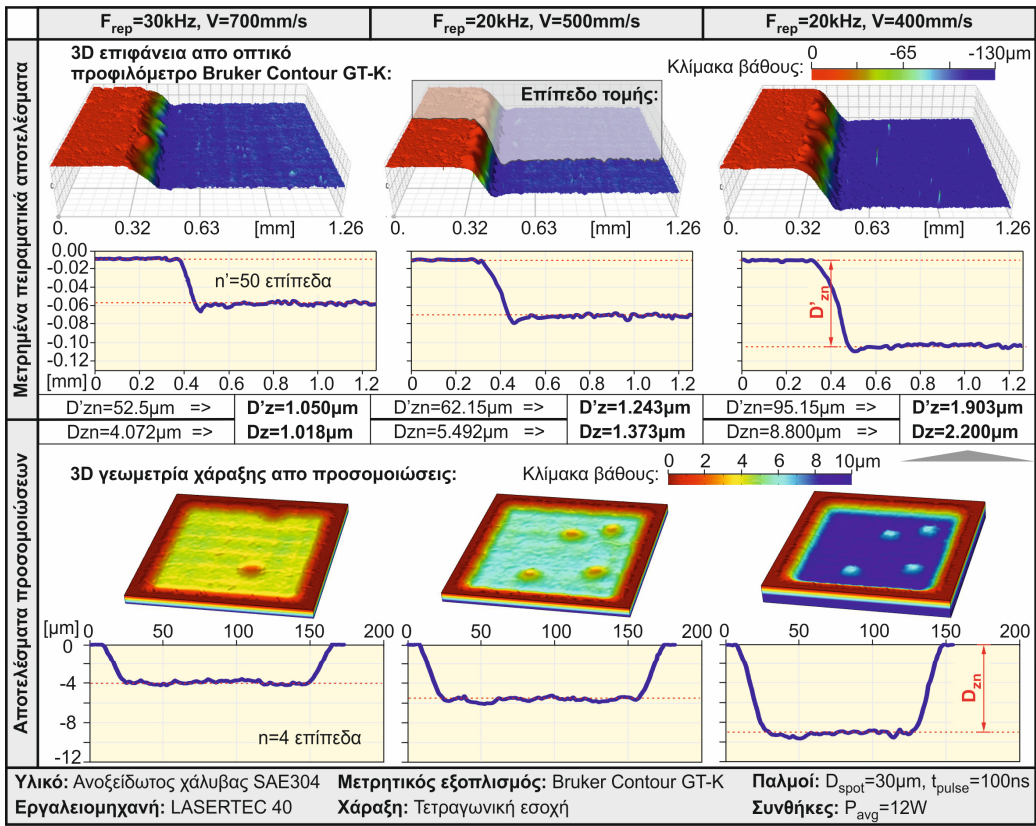 Frep=30kHz, V=700mm/s
Frep=20kHz, V=500mm/s
Frep=20kHz, V=400mm/s
Μετρημένα πειραματικά αποτελέσματα
3D επιφάνεια απο οπτικό
προφιλόμετρο Bruker Contour GT-K:
Κλίμακα βάθους:
0 -65 -130μm
Επίπεδο τομής:
0. 0.32 0.63 [mm] 1.26
0. 0.32 0.63 [mm] 1.26
0. 0.32 0.63 [mm] 1.26
0.00
-0.02
-0.04
-0.06
-0.08
-0.10
-0.12
[mm]
n'=50 επίπεδα
D'zn
0 0.2 0.4 0.6 0.8 1.0 1.2
0 0.2 0.4 0.6 0.8 1.0 1.2
0 0.2 0.4 0.6 0.8 1.0 1.2
D'zn=52.5μm => D'z=1.050μm
D'zn=62.15μm => D'z=1.243μm
D'zn=95.15μm => D'z=1.903μm
Dzn=4.072μm => Dz=1.018μm
Dzn=5.492μm => Dz=1.373μm
Dzn=8.800μm => Dz=2.200μm
Αποτελέσματα προσομοιώσεων
3D γεωμετρία χάραξης απο προσομοιώσεις:
Κλίμακα βάθους:
0 2 4 6 8 10μm
[μm] 0 50 100 150 200
0 50 100 150 200
0 50 100 150 200
0
-4
-8
-12
n=4 επίπεδα
Dzn
Υλικό: Ανοξείδωτος χάλυβας SAE304
Μετρητικός εξοπλισμός: Bruker Contour GT-K
Παλμοί: Dspot=30μm, tpulse=100ns
Εργαλειομηχανή: LASERTEC 40
Χάραξη: Τετραγωνική εσοχή
Συνθήκες: Pavg=12W